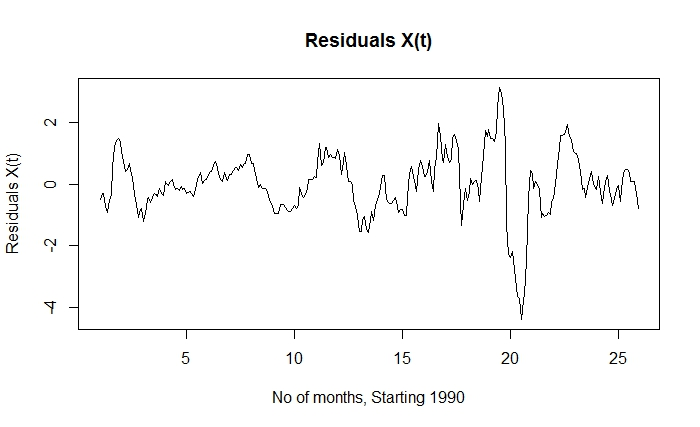 Residuals X(t)
Residuals X(t)
2
0
-2
-4
5 10 15 20 25
No of months, Starting 1990